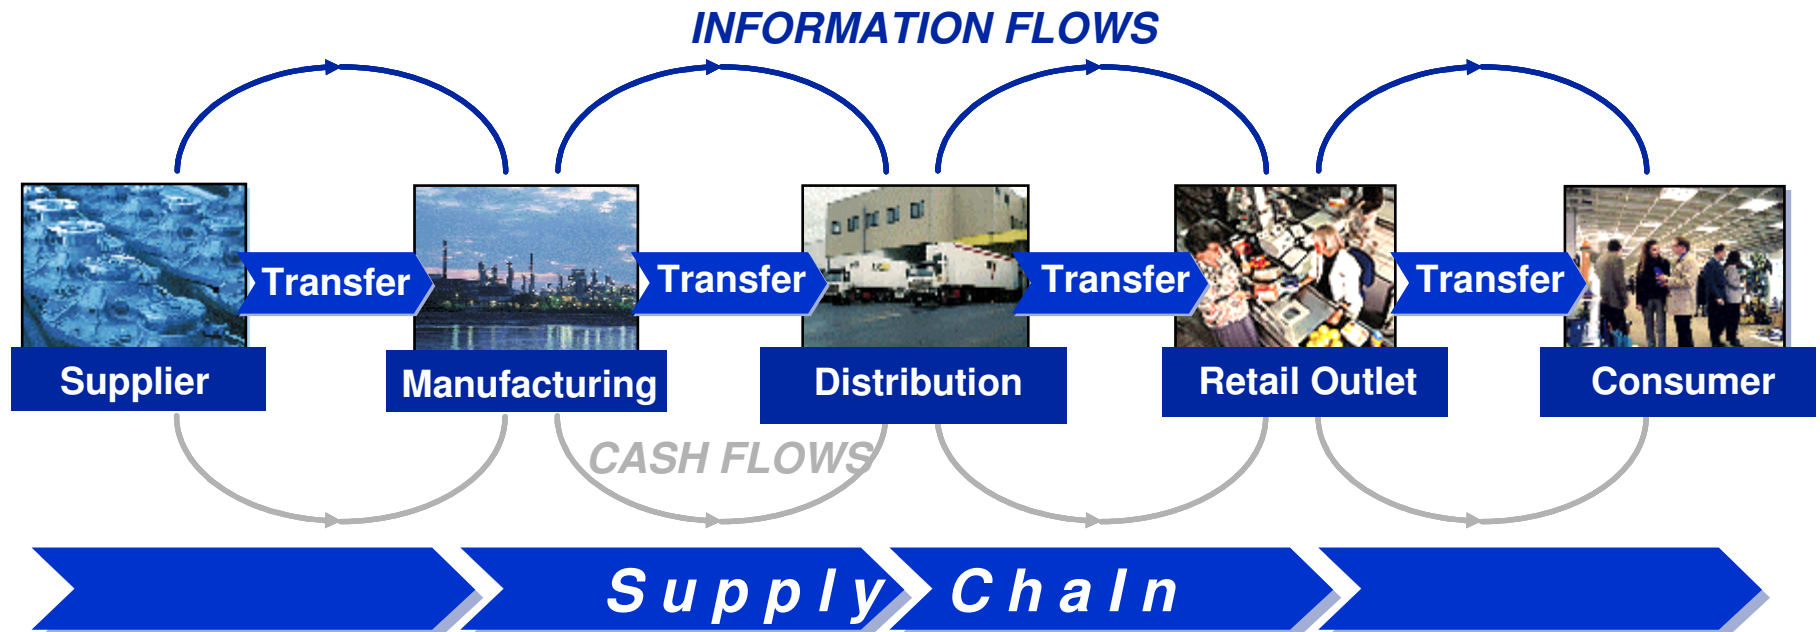 INFORMATION FLOWS
Transfer
Transfer
Transfer
Transfer
Supplier
Manufacturing
Distribution
Retail Outlet
Consumer
CASH FLOWS
Supply ChaIn